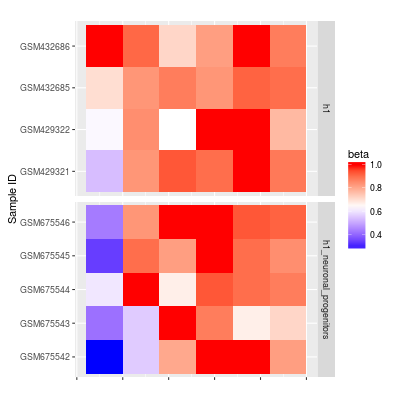 GSM432686
GSM432685
GSM429322
GSM429321
h1
GSM675546
GSM675545
GSM675544
GSM675543
GSM675542
h1_neuronal_progenitors
Sample ID
beta
1.0
0.8
0.6
0.4